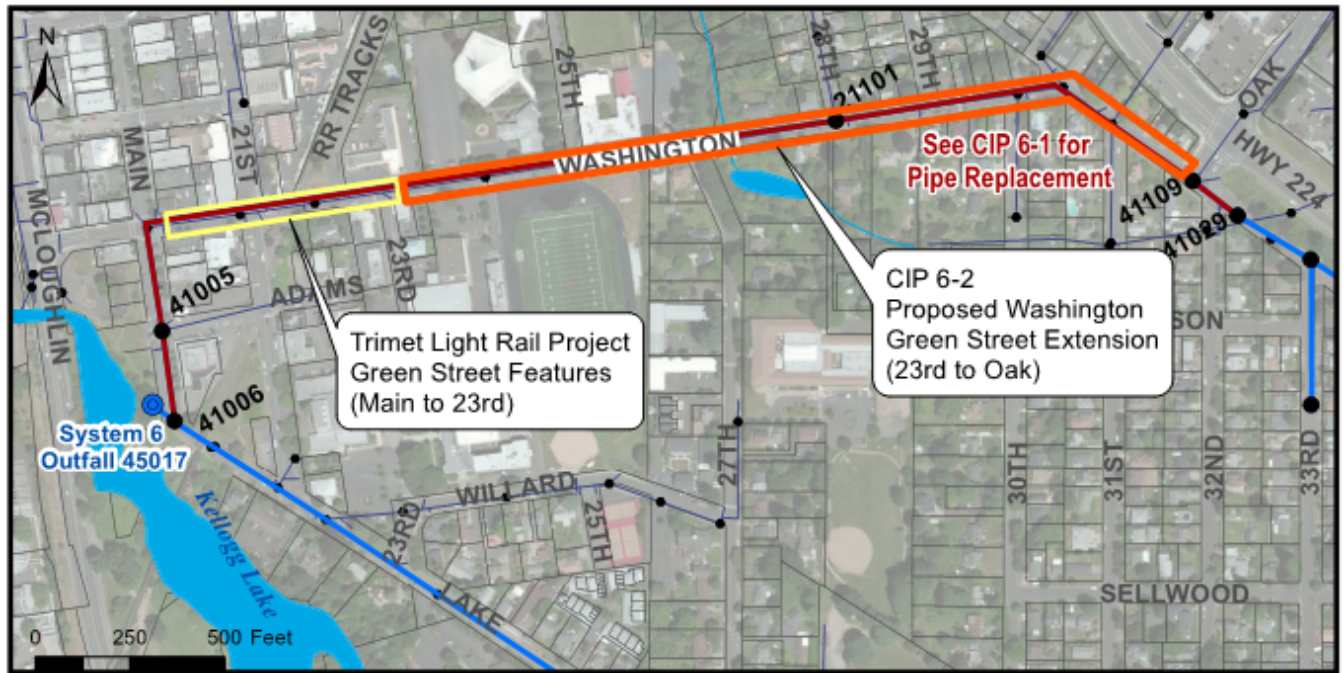 N
MAIN
21ST
RR TRACKS
25TH
28TH
21101
29TH
OAK
HWY 224
WASHINGTON
See CIP 6-1 for
Pipe Replacement
MCLOUGHLIN
41005
ADAMS
23RD
41109
41029
Trimet Light Rail Project
Green Street Features
(Main to 23rd)
CIP 6-2
Proposed Washington
Green Street Extension
(23rd to Oak)
SON
41006
System 6
Outfall 45017
Kellogg Lake
23RD
WILLARD
25TH
27TH
30TH
31ST
32ND
33RD
LAKE
SELLWOOD
0 250 500 Feet